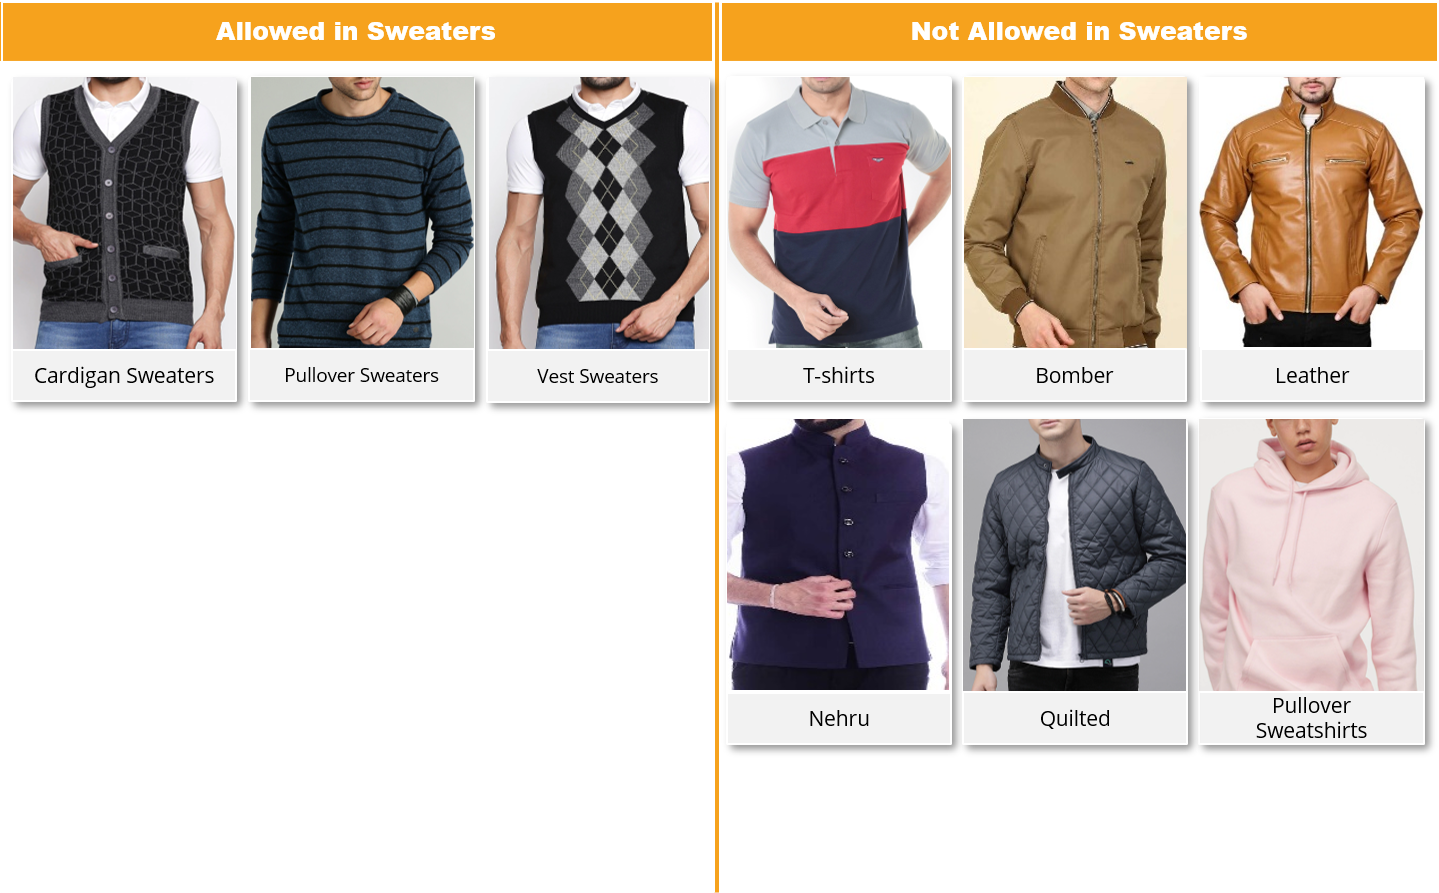 Allowed in Sweaters
Not Allowed in Sweaters
Cardigan Sweaters
Pullover Sweaters
Vest Sweaters
T-shirts
Bomber
Leather
Nehru
Quilted
Pullover
Sweatshirts